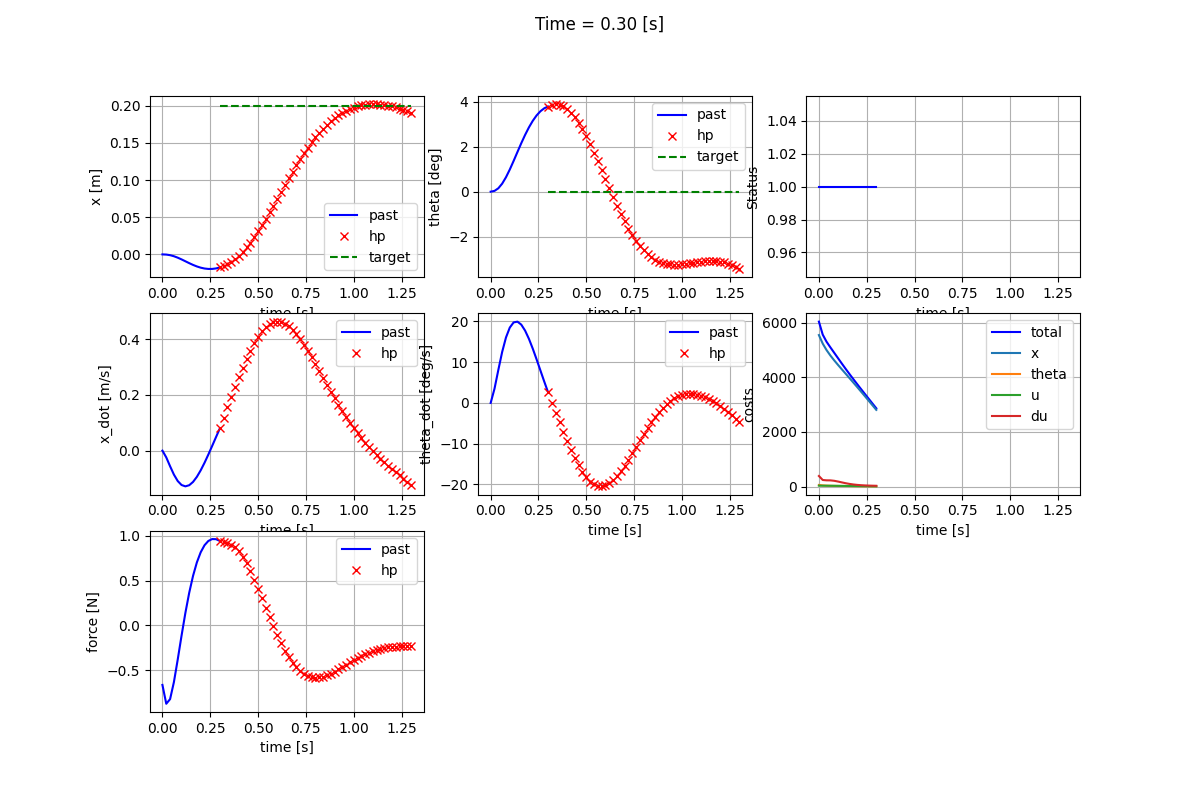 Time = 0.30 [s]
x [m]
0.20
0.15
0.10
0.05
0.00
past
hp
target
0.00 0.25 0.50 0.75 1.00 1.25
time [s]
theta [deg]
4
2
0
−2
past
hp
target
0.00 0.25 0.50 0.75 1.00 1.25
time [s]
Status
1.04
1.02
1.00
0.98
0.96
0.00 0.25 0.50 0.75 1.00 1.25
time [s]
x_dot [m/s]
0.4
0.2
0.0
past
hp
0.00 0.25 0.50 0.75 1.00 1.25
time [s]
theta_dot [deg/s]
20
10
0
−10
−20
past
hp
0.00 0.25 0.50 0.75 1.00 1.25
time [s]
costs
6000
4000
2000
0
total
x
theta
u
du
0.00 0.25 0.50 0.75 1.00 1.25
time [s]
force [N]
1.0
0.5
0.0
−0.5
past
hp
0.00 0.25 0.50 0.75 1.00 1.25
time [s]